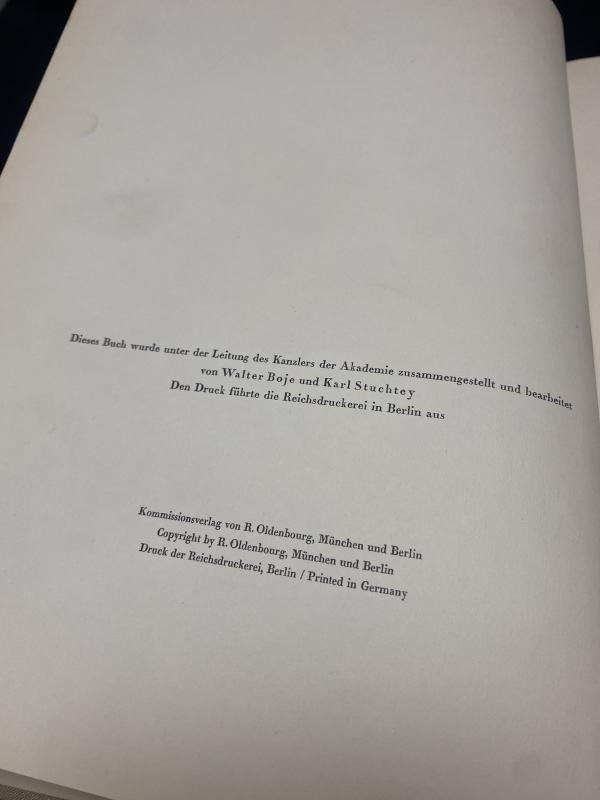 Dieses Buch wurde unter der Leitung des Kanzlers der Akademie zusammengestellt und bearbeitet
von Walter Boje und Karl Stuchtey
Den Druck führte die Reichsdruckerei in Berlin aus
Kommissionsverlag von R. Oldenbourg, München und Berlin
Copyright by R. Oldenbourg, München und Berlin
Druck der Reichsdruckerei, Berlin / Printed in Germany